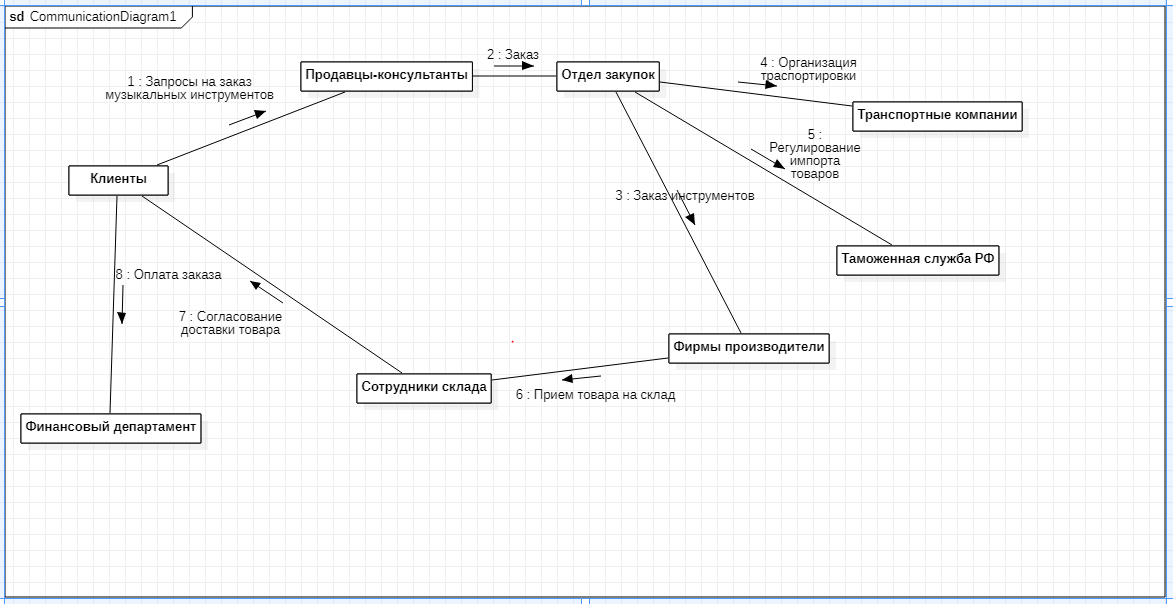 sd CommunicationDiagram1
2 : Заказ
1 : Запросы на заказ
музыкальных инструментов
Продавцы-консультанты
Отдел закупок
4 : Организация
траспортировки
Транспортные компании
5 :
Регулирование
импорта
товаров
Клиенты
3 : Заказ инструментов
Таможенная служба РФ
8 : Оплата заказа
7 : Согласование
доставки товара
Фирмы производители
Сотрудники склада
6 : Прием товара на склад
Финансовый департамент